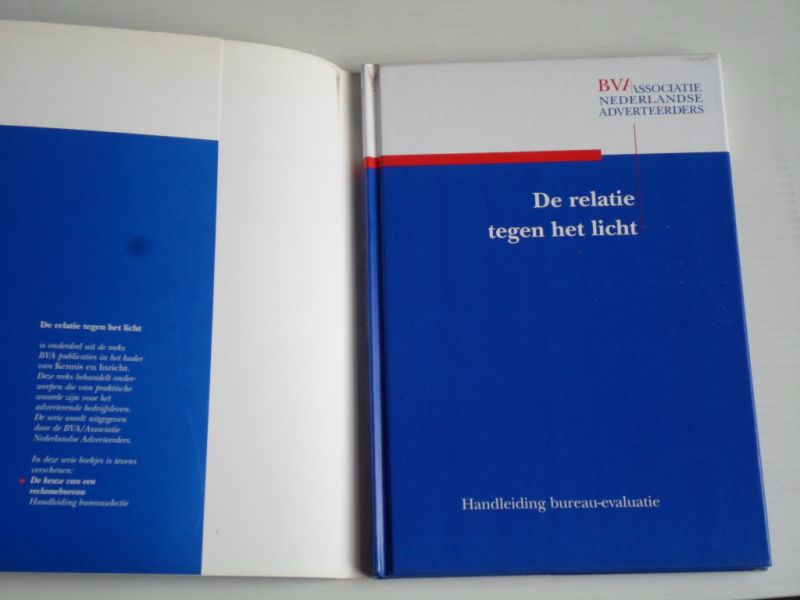 De relatie tegen het licht
is onderdeel uit de reeks
BVA publicaties in het kader
van Kennis en Inzicht.
Deze reeks behandelt onder-
werpen die van praktische
waarde zijn voor het
adverterende bedrijfsleven.
De serie wordt uitgegeven
door de BVA/Associatie
Nederlandse Adverteerders.
In deze serie boekjes is tevens
verschenen:
De keuze van een
reclamebureau
Handleiding bureauselectie
BVA/ASSOCIATIE
NEDERLANDSE
ADVERTEERDERS
De relatie
tegen het licht
Handleiding bureau-evaluatie